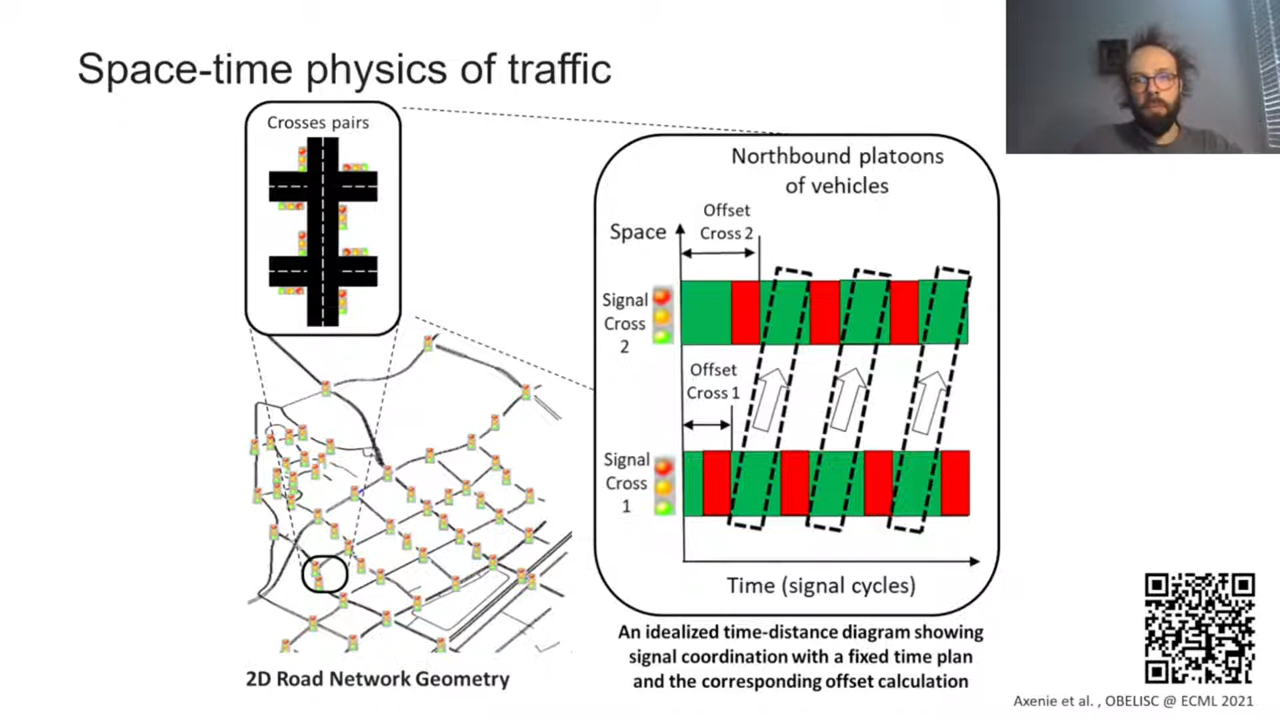 Space-time physics of traffic
Crosses pairs
Northbound platoons
of vehicles
Offset
Cross 2
Space
Signal
Cross
2
Offset
Cross 1
Signal
Cross
1
Time (signal cycles)
An idealized time-distance diagram showing
signal coordination with a fixed time plan
and the corresponding offset calculation
2D Road Network Geometry
Axenie et al. , OBELISC @ ECML 2021